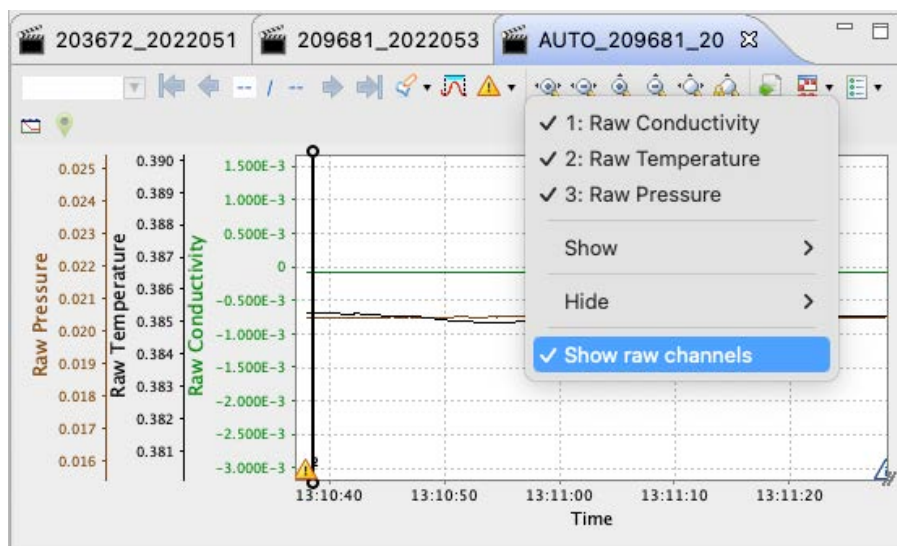 203672_2022051
209681_2022053
AUTO_209681_20
-- / --
✓ 1: Raw Conductivity
✓ 2: Raw Temperature
✓ 3: Raw Pressure
Show >
Hide >
✓ Show raw channels
Raw Pressure
0.025
0.024
0.023
0.022
0.021
0.020
0.019
0.018
0.017
0.016
Raw Temperature
0.390
0.389
0.388
0.387
0.386
0.385
0.384
0.383
0.382
0.381
Raw Conductivity
1.500E-3
1.000E-3
0.500E-3
0
-0.500E-3
-1.000E-3
-1.500E-3
-2.000E-3
-2.500E-3
-3.000E-3
13:10:40
13:10:50
13:11:00
13:11:10
13:11:20
Time